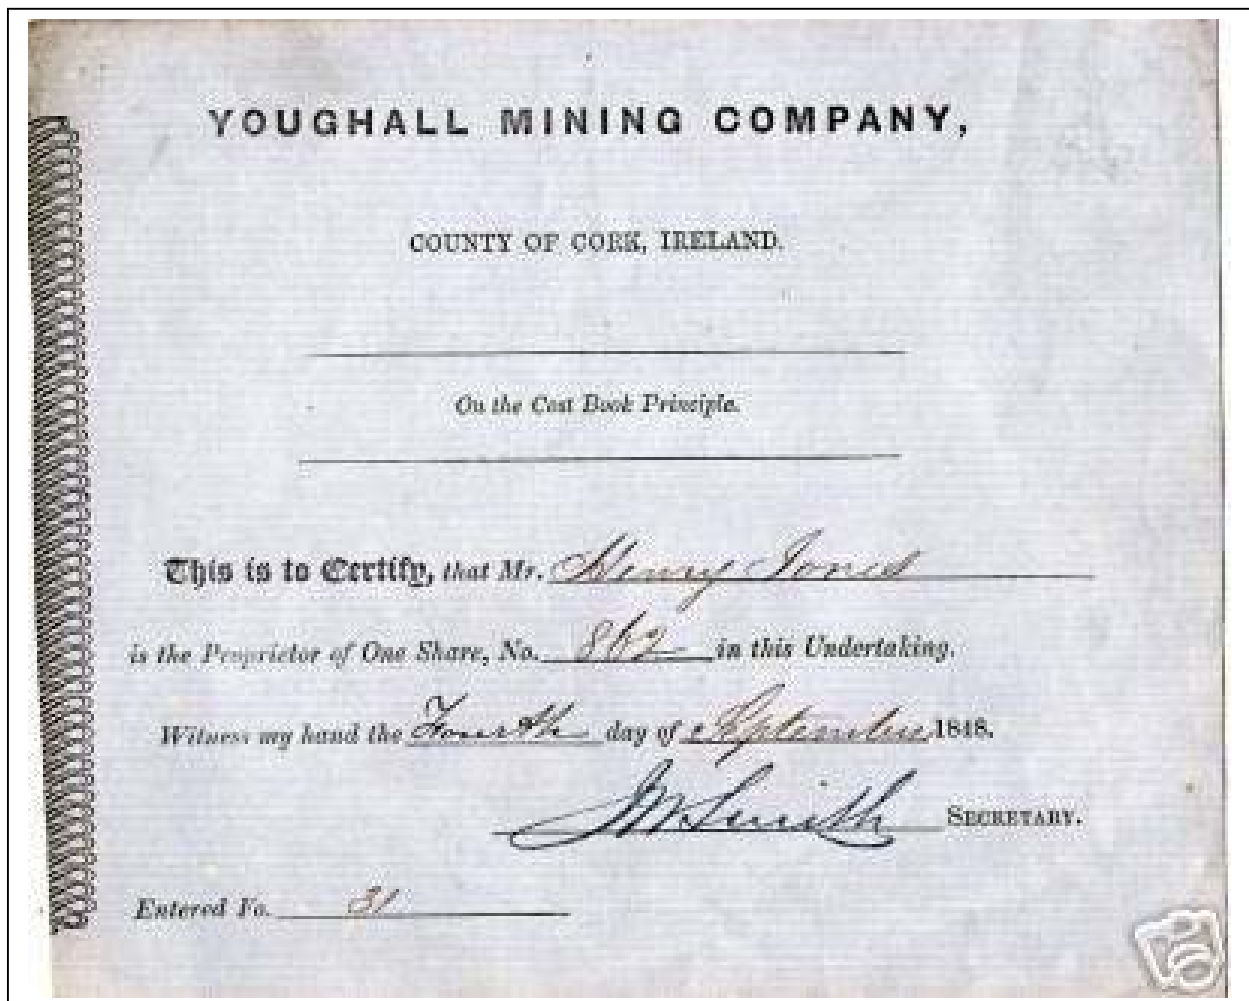 YOUGHALL MINING COMPANY,
COUNTY OF CORK, IRELAND.
On the Cost Book Principle.
This is to Certify, that Mr. Henry Jones
is the Proprietor of One Share, No. 862 in this Undertaking.
Witness my hand the Fourth day of September 1848.
JW Smith SECRETARY.
Entered Fo. 31